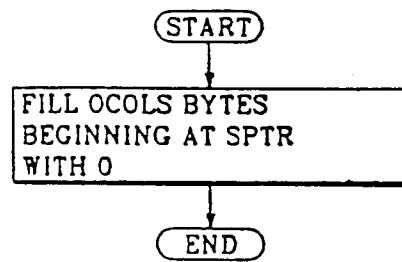 START
FILL OCOLS BYTES
BEGINNING AT SPTR
WITH 0
END